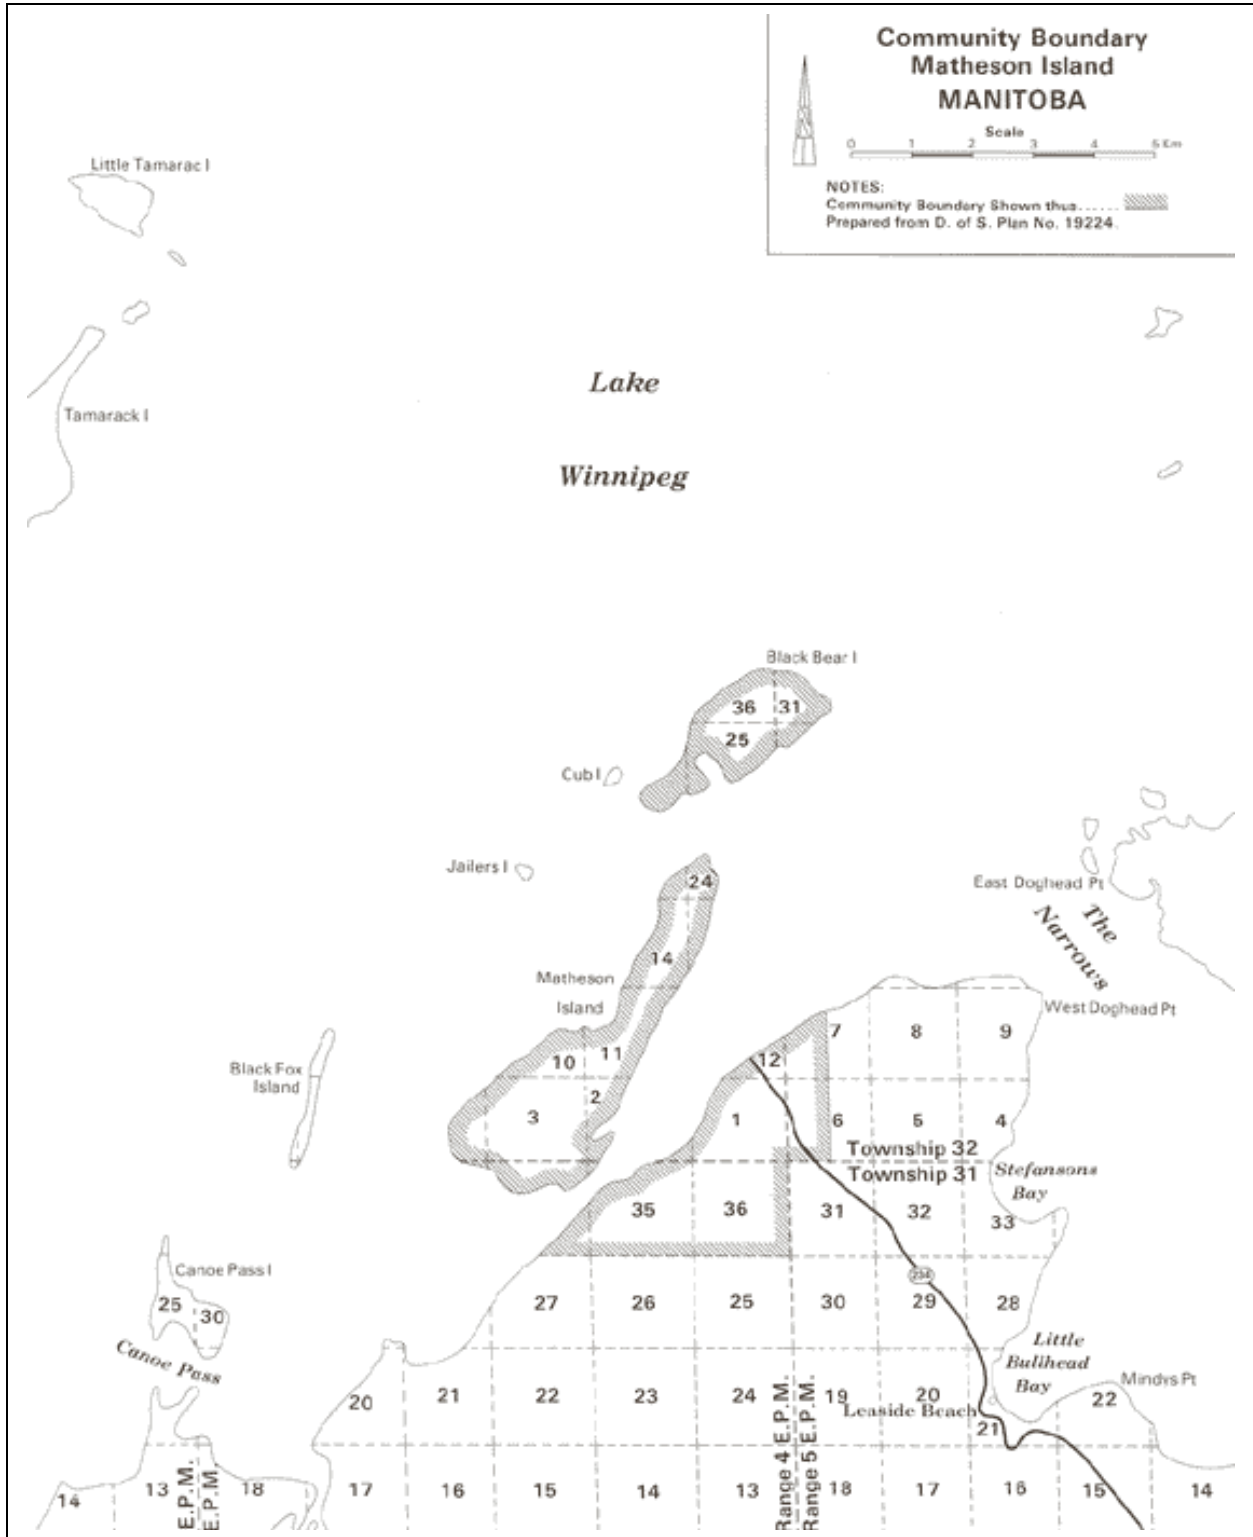 Community Boundary
Matheson Island
MANITOBA
Scale
0 1 2 3 4 5 Km
NOTES:
Community Boundary Shown thus......
Prepared from D. of S. Plan No. 19224.
Little Tamarac I
Tamarack I
Lake
Winnipeg
Black Bear I
36 31
25
Cub I
Jailers I
24
East Doghead Pt
The
Narrows
14
Matheson
Island
West Doghead Pt
7 8 9
10 11 12
Black Fox
Island
2
3 1 6 5 4
Township 32
Township 31
Stefansons
Bay
35 36 31 32 33
Canoe Pass I
234
25 30
27 26 25 30 29 28
Canoe Pass
Little
Bullhead
Bay
Mindys Pt
20 21 22 23 24 19 20 22
Leaside Beach
21
Range 4 E.P.M.
Range 5 E.P.M.
14 13 18 17 16 15 14 13 18 17 16 15 14
E.P.M.
E.P.M.